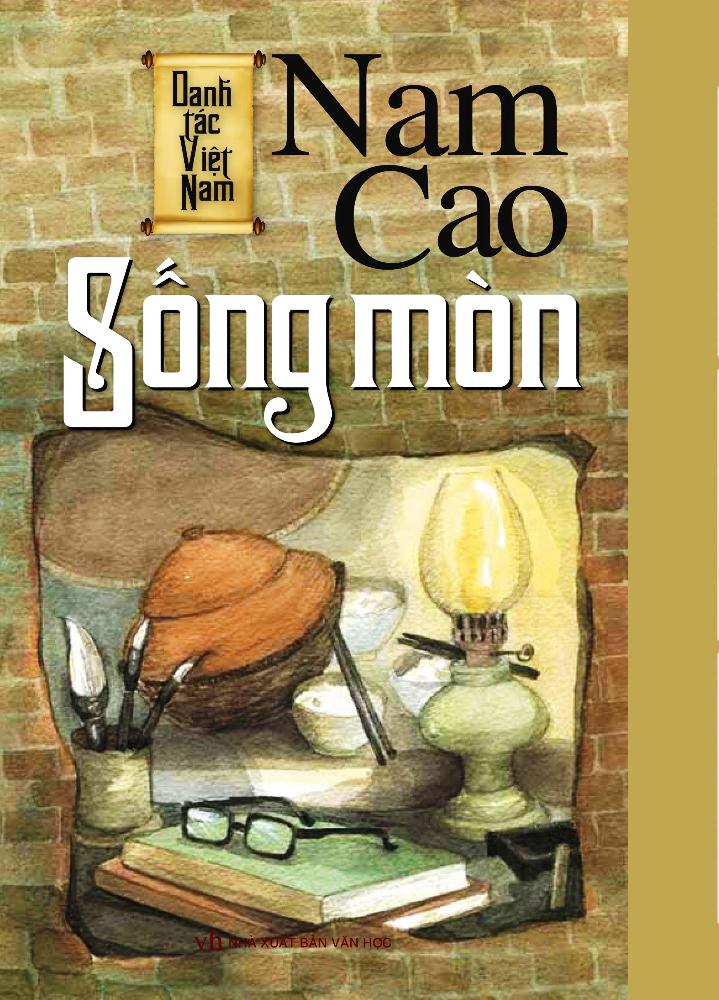 Danh
tác
Việt
Nam
Nam
Cao
Sống mòn
vh NHÀ XUẤT BẢN VĂN HỌC